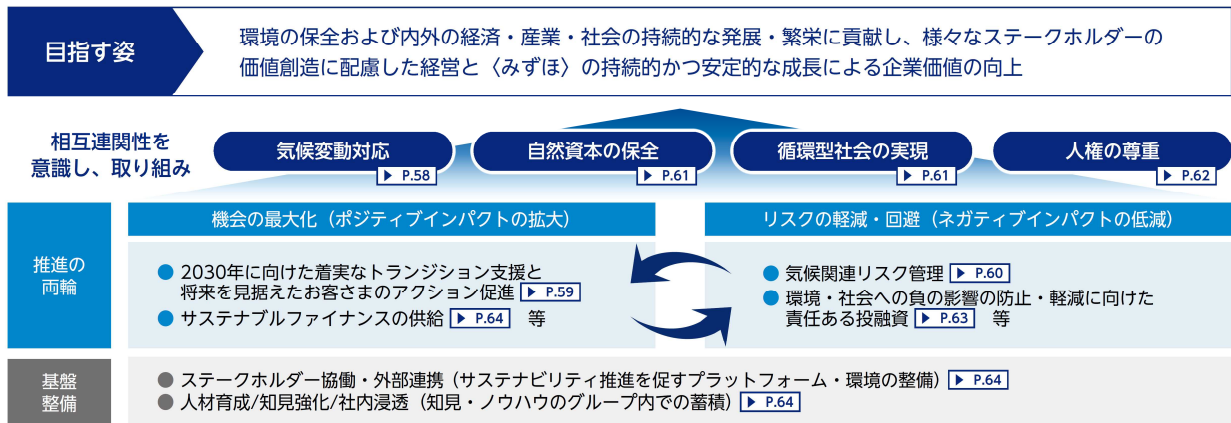 目指す姿
環境の保全および内外の経済・産業・社会の持続的な発展・繁栄に貢献し、様々なステークホルダーの
価値創造に配慮した経営と〈みずほ〉の持続的かつ安定的な成長による企業価値の向上
相互連関性を
意識し、取り組み
気候変動対応
▶ P.58
自然資本の保全
▶ P.61
循環型社会の実現
▶ P.61
人権の尊重
▶ P.62
推進の
両輪
機会の最大化（ポジティブインパクトの拡大）
● 2030年に向けた着実なトランジション支援と
将来を見据えたお客さまのアクション促進 ▶ P.59
● サステナブルファイナンスの供給 ▶ P.64 等
リスクの軽減・回避（ネガティブインパクトの低減）
● 気候関連リスク管理 ▶ P.60
● 環境・社会への負の影響の防止・軽減に向けた
責任ある投融資 ▶ P.63 等
基盤
整備
● ステークホルダー協働・外部連携（サステナビリティ推進を促すプラットフォーム・環境の整備） ▶ P.64
● 人材育成/知見強化/社内浸透（知見・ノウハウのグループ内での蓄積） ▶ P.64